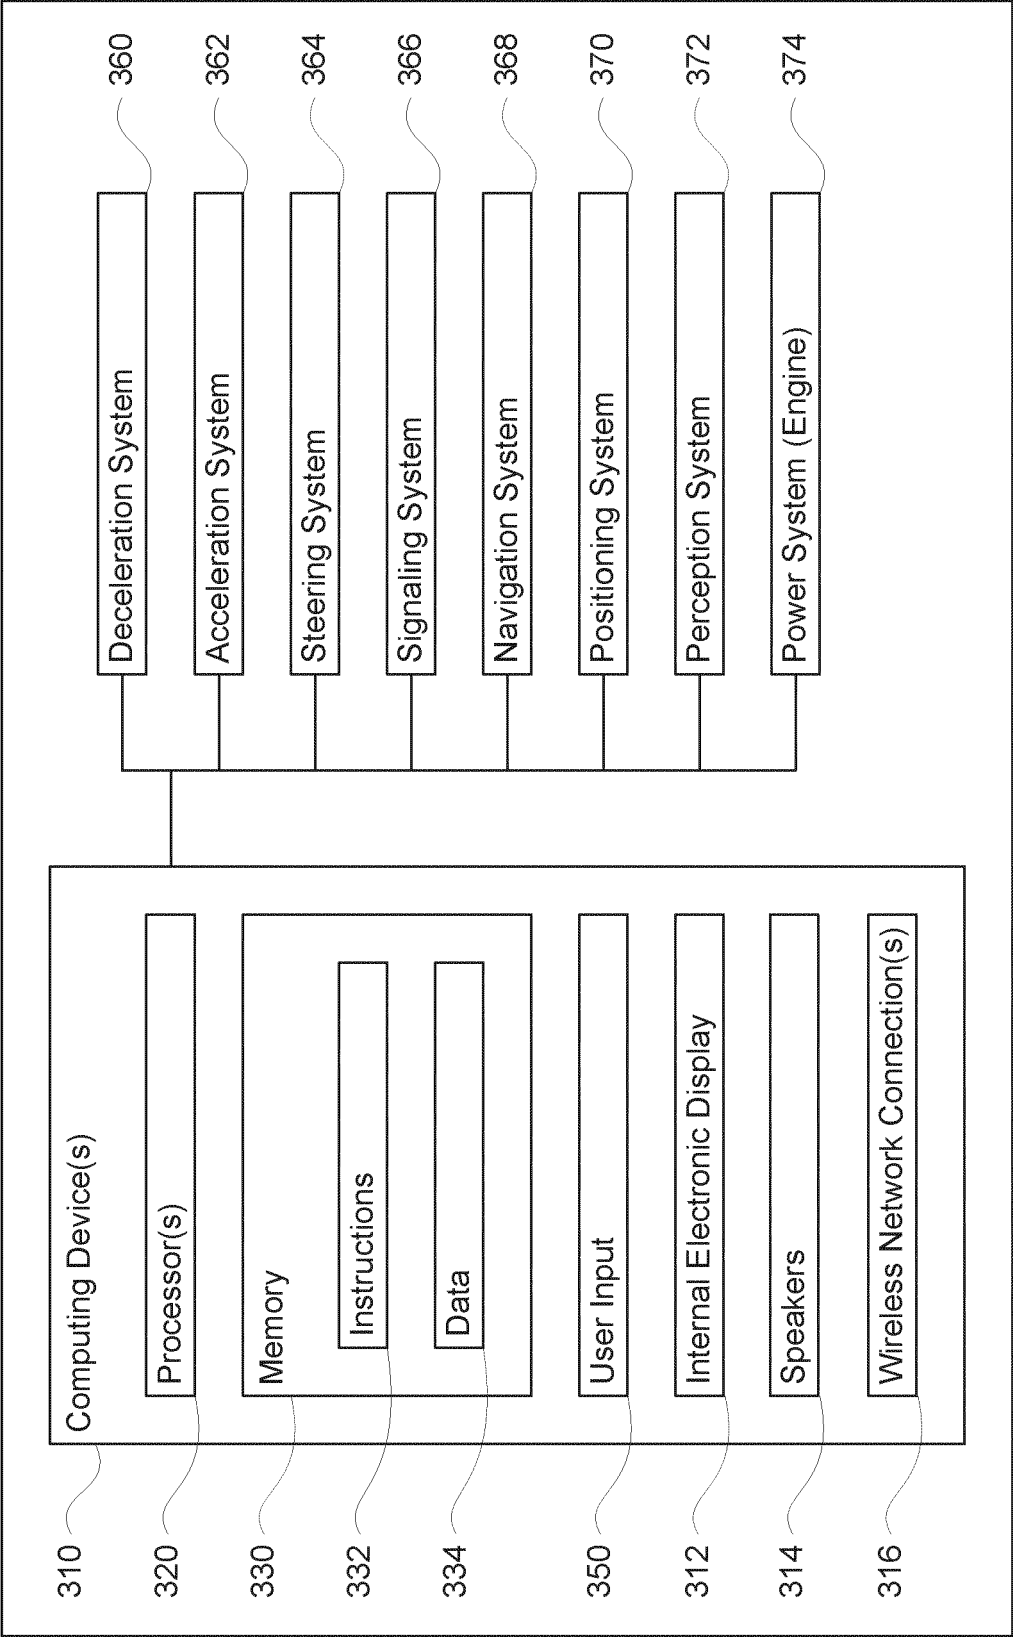 Computing Device(s)
310
Processor(s)
320
Memory
330
Instructions
332
Data
334
User Input
350
Internal Electronic Display
312
Speakers
314
Wireless Network Connection(s)
316
Deceleration System
360
Acceleration System
362
Steering System
364
Signaling System
366
Navigation System
368
Positioning System
370
Perception System
372
Power System (Engine)
374